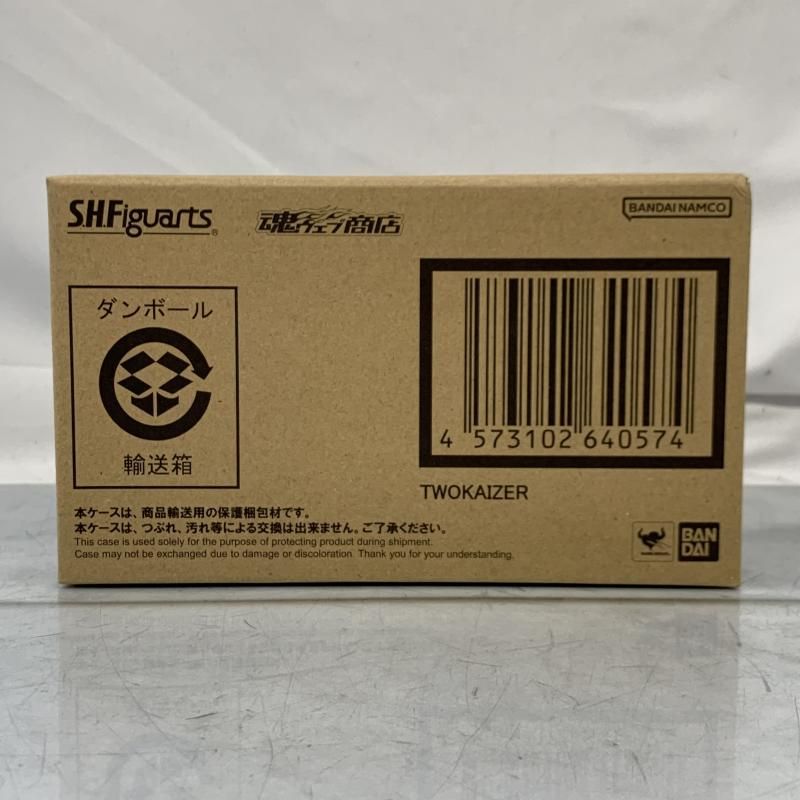 S.H.Figuarts®
魂ウェブ商店
BANDAI NAMCO
ダンボール
輸送箱
4 573102 640574
TWOKAIZER
本ケースは、商品輸送用の保護梱包材です。
本ケースは、つぶれ、汚れ等による交換は出来ません。ご了承ください。
This case is used solely for the purpose of protecting product during shipment.
Case may not be exchanged due to damage or discoloration. Thank you for your understanding.
BAN
DAI